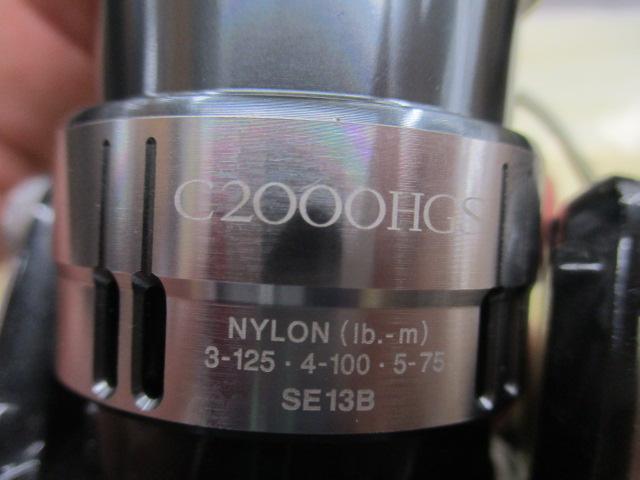 C2000HGS
NYLON (lb.-m)
3-125・4-100・5-75
SE13B